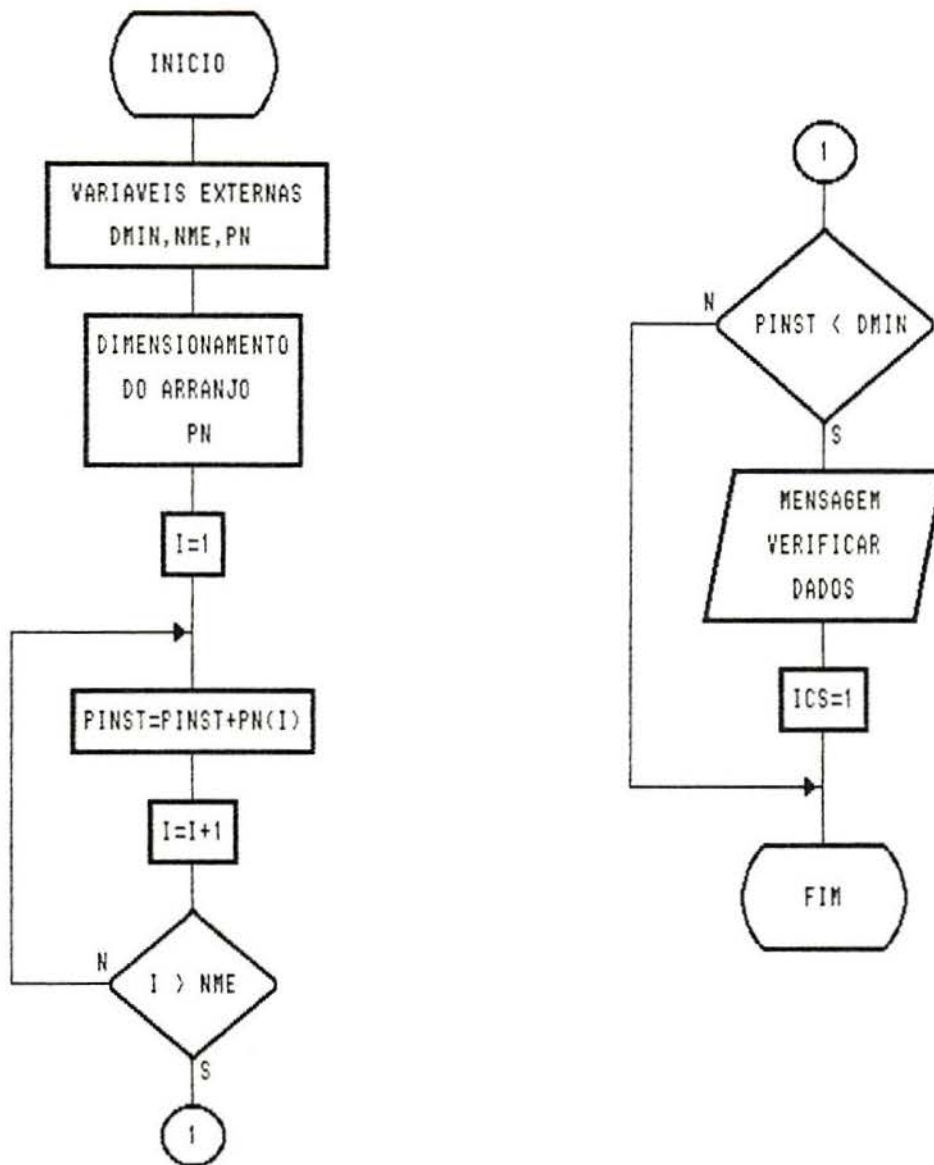 INICIO
VARIAVEIS EXTERNAS
DMIN,NME,PN
DIMENSIONAMENTO
DO ARRANJO
PN
I=1
PINST=PINST+PN(I)
I=I+1
N
I > NME
S
1
1
N
PINST < DMIN
S
MENSAGEM
VERIFICAR
DADOS
ICS=1
FIM